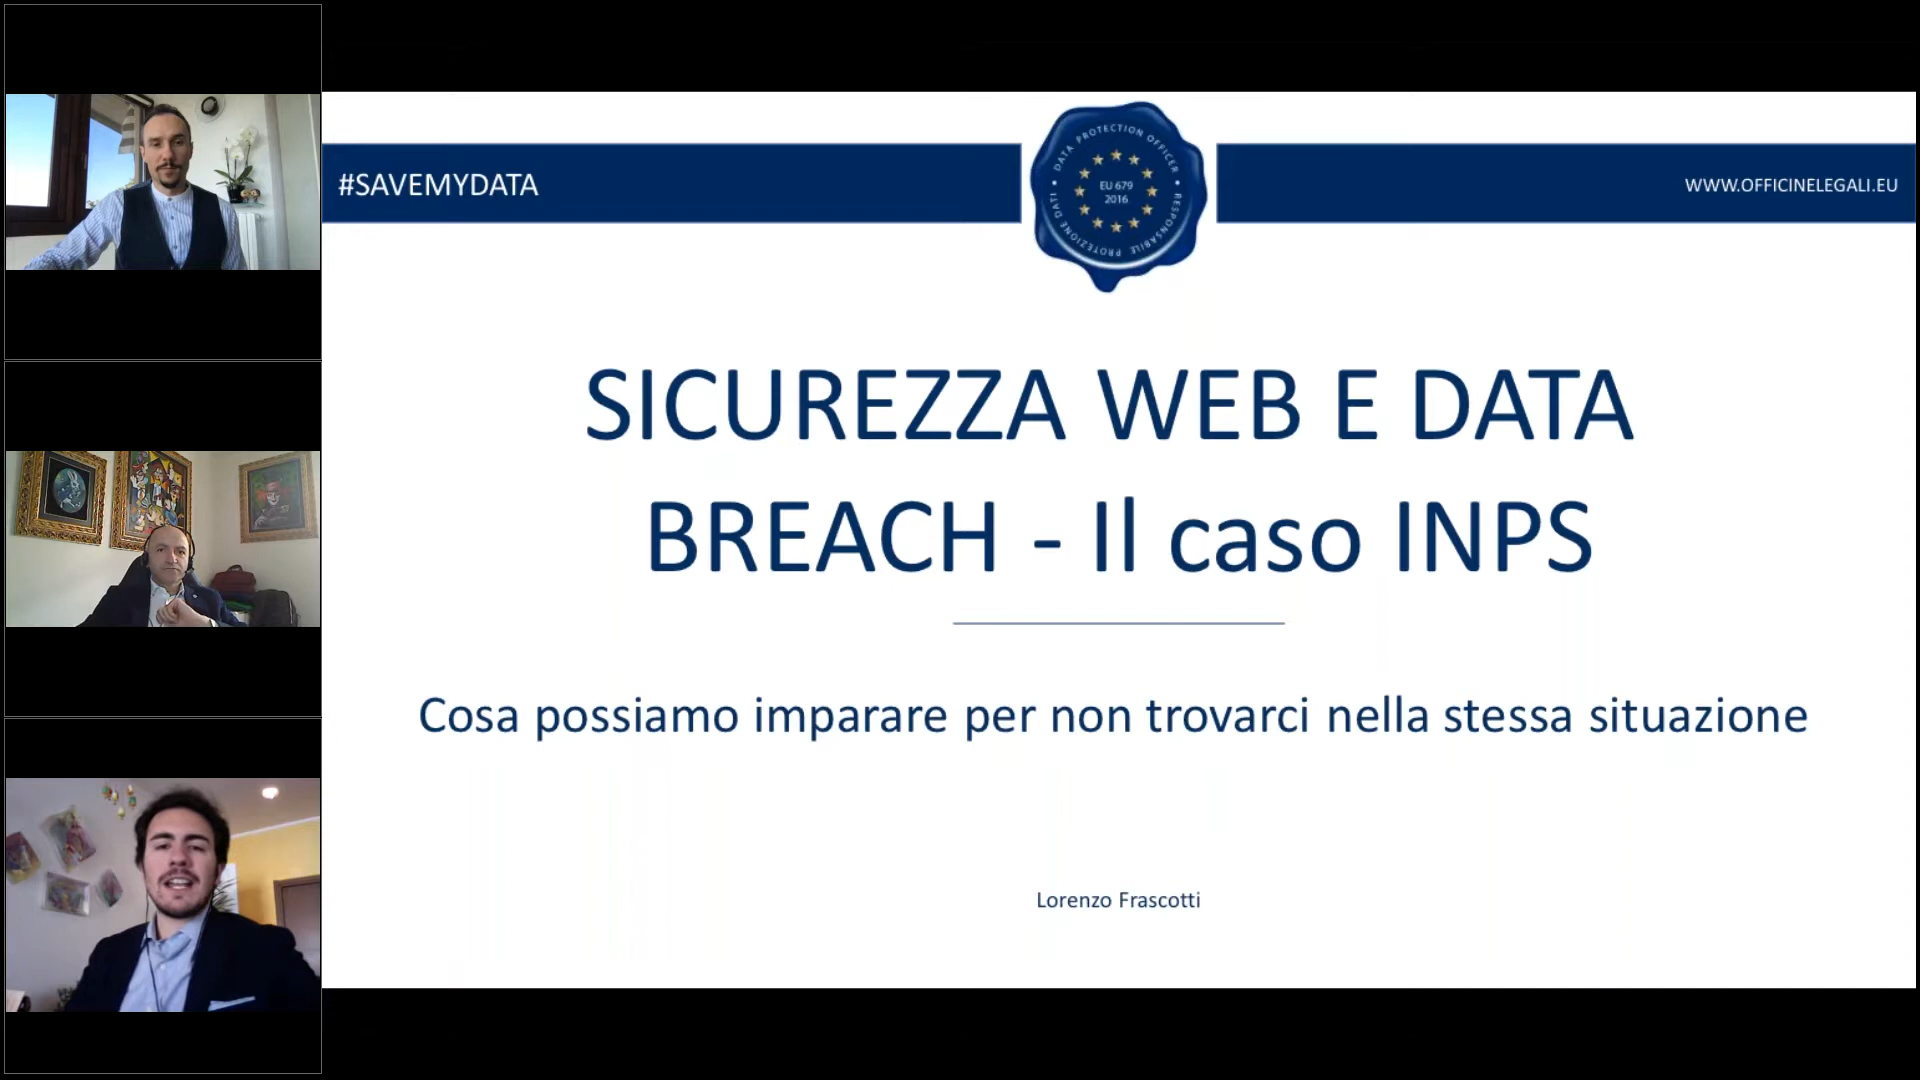 #SAVEMYDATA
DATA PROTECTION OFFICER • RESPONSABILE PROTEZIONE DATI •
EU 679
2016
WWW.OFFICINELEGALI.EU
SICUREZZA WEB E DATA
BREACH - Il caso INPS
Cosa possiamo imparare per non trovarci nella stessa situazione
Lorenzo Frascotti